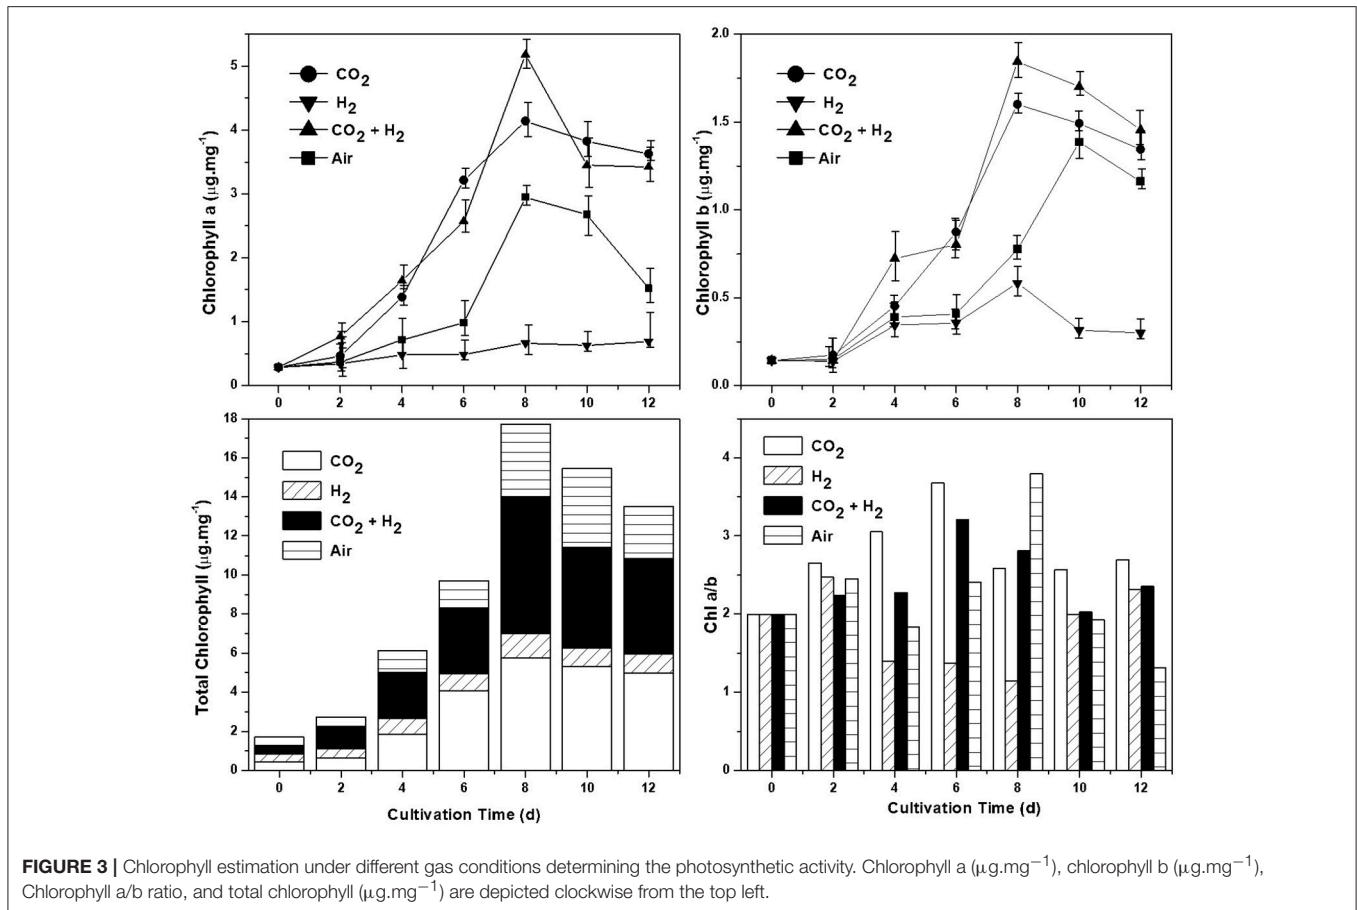 Chlorophyll a (μg.mg⁻¹)
5
4
3
2
1
0
CO₂
H₂
CO₂ + H₂
Air
0 2 4 6 8 10 12
Chlorophyll b (μg.mg⁻¹)
2.0
1.5
1.0
0.5
0.0
CO₂
H₂
CO₂ + H₂
Air
0 2 4 6 8 10 12
Total Chlorophyll (μg.mg⁻¹)
18
16
14
12
10
8
6
4
2
0
CO₂
H₂
CO₂ + H₂
Air
0 2 4 6 8 10 12
Cultivation Time (d)
Chl a/b
4
3
2
1
0
CO₂
H₂
CO₂ + H₂
Air
0 2 4 6 8 10 12
Cultivation Time (d)
FIGURE 3 | Chlorophyll estimation under different gas conditions determining the photosynthetic activity. Chlorophyll a (μg.mg⁻¹), chlorophyll b (μg.mg⁻¹),
Chlorophyll a/b ratio, and total chlorophyll (μg.mg⁻¹) are depicted clockwise from the top left.